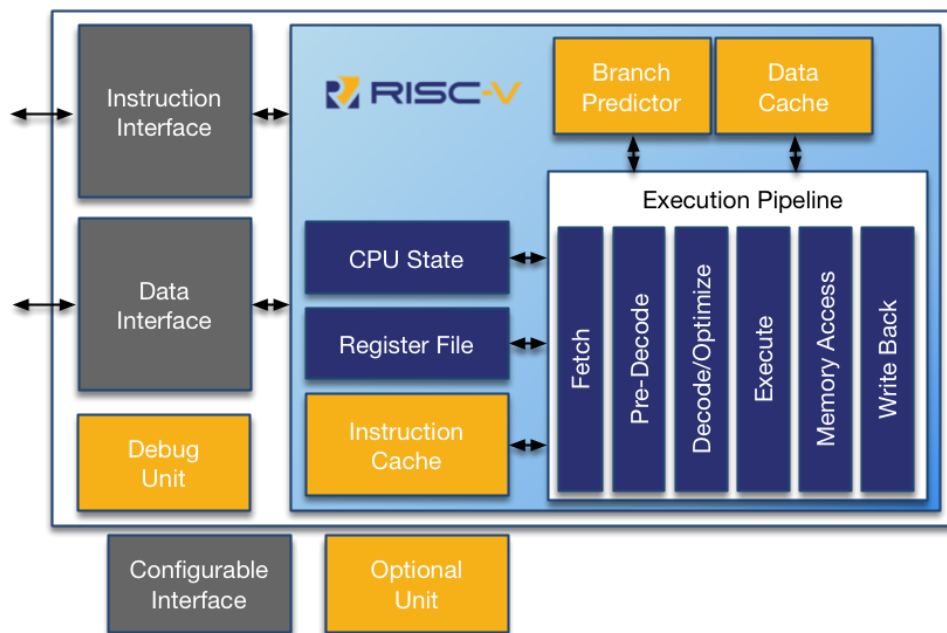 Instruction
Interface
RISC-V
Branch
Predictor
Data
Cache
Execution Pipeline
CPU State
Data
Interface
Register File
Instruction
Cache
Fetch
Pre-Decode
Decode/Optimize
Execute
Memory Access
Write Back
Debug
Unit
Configurable
Interface
Optional
Unit